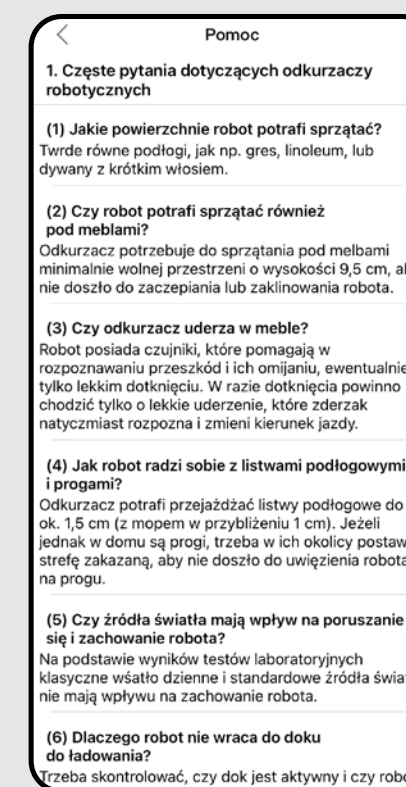 Pomoc
1. Częste pytania dotyczących odkurzaczy
robotycznych
(1) Jakie powierzchnie robot potrafi sprzątać?
Twrde równe podłogi, jak np. gres, linoleum, lub
dywany z krótkim włosiem.
(2) Czy robot potrafi sprzątać również
pod meblami?
Odkurzacz potrzebuje do sprzątania pod melbami
minimalnie wolnej przestrzeni o wysokości 9,5 cm, a
nie doszło do zaczepiania lub zaklinowania robota.
(3) Czy odkurzacz uderza w meble?
Robot posiada czujniki, które pomagają w
rozpoznawaniu przeszkód i ich omijaniu, ewentualnie
tylko lekkim dotknięciu. W razie dotknięcia powinno
chodzić tylko o lekkie uderzenie, które zderzak
natyczmiast rozpozna i zmieni kierunek jazdy.
(4) Jak robot radzi sobie z listwami podłogowymi
i progami?
Odkurzacz potrafi przejażdżać listwy podłogowe do
ok. 1,5 cm (z mopem w przybliżeniu 1 cm). Jeżeli
jednak w domu są progi, trzeba w ich okolicy postaw
strefę zakazaną, aby nie doszło do uwięzienia robota
na progu.
(5) Czy źródła światła mają wpływ na poruszanie
się i zachowanie robota?
Na podstawie wyników testów laboratoryjnych
klasyczne wśatło dzienne i standardowe źródła świa
nie mają wpływu na zachowanie robota.
(6) Dlaczego robot nie wraca do doku
do ładowania?
Trzeba skontrolować, czy dok jest aktywny i czy robo